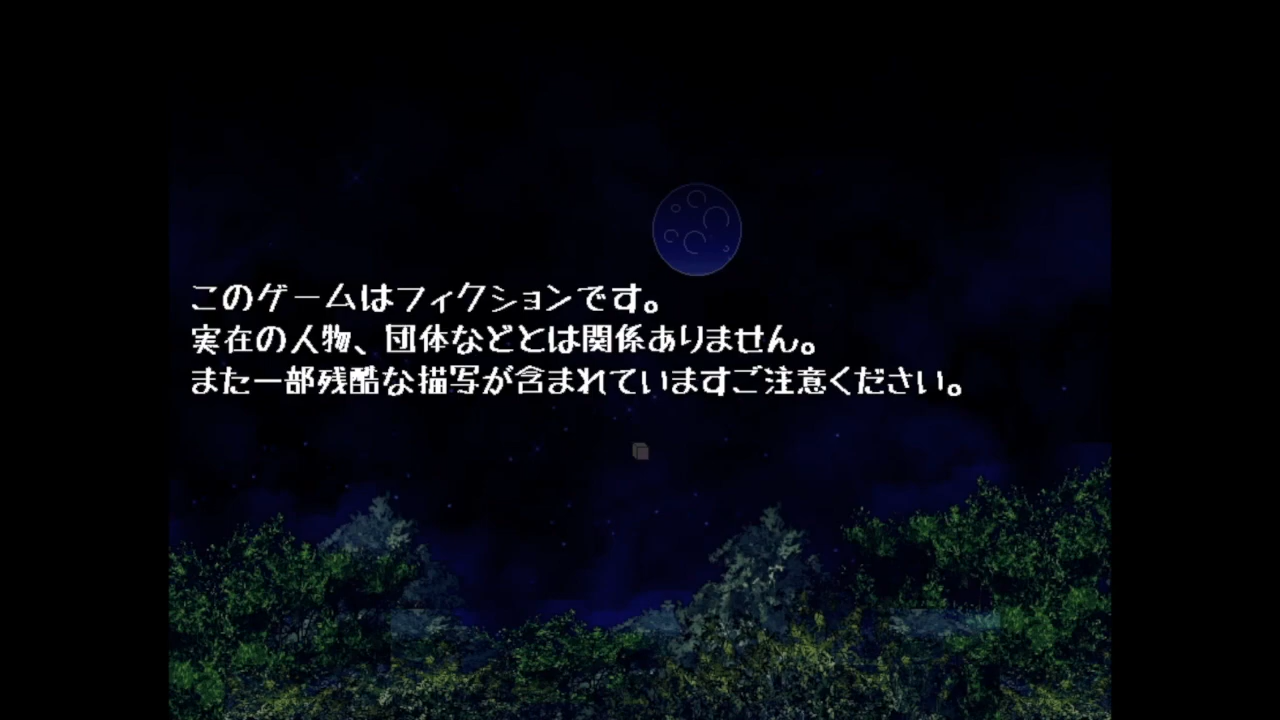 このゲームはフィクションです。
実在の人物、団体などとは関係ありません。
また一部残酷な描写が含まれていますご注意ください。